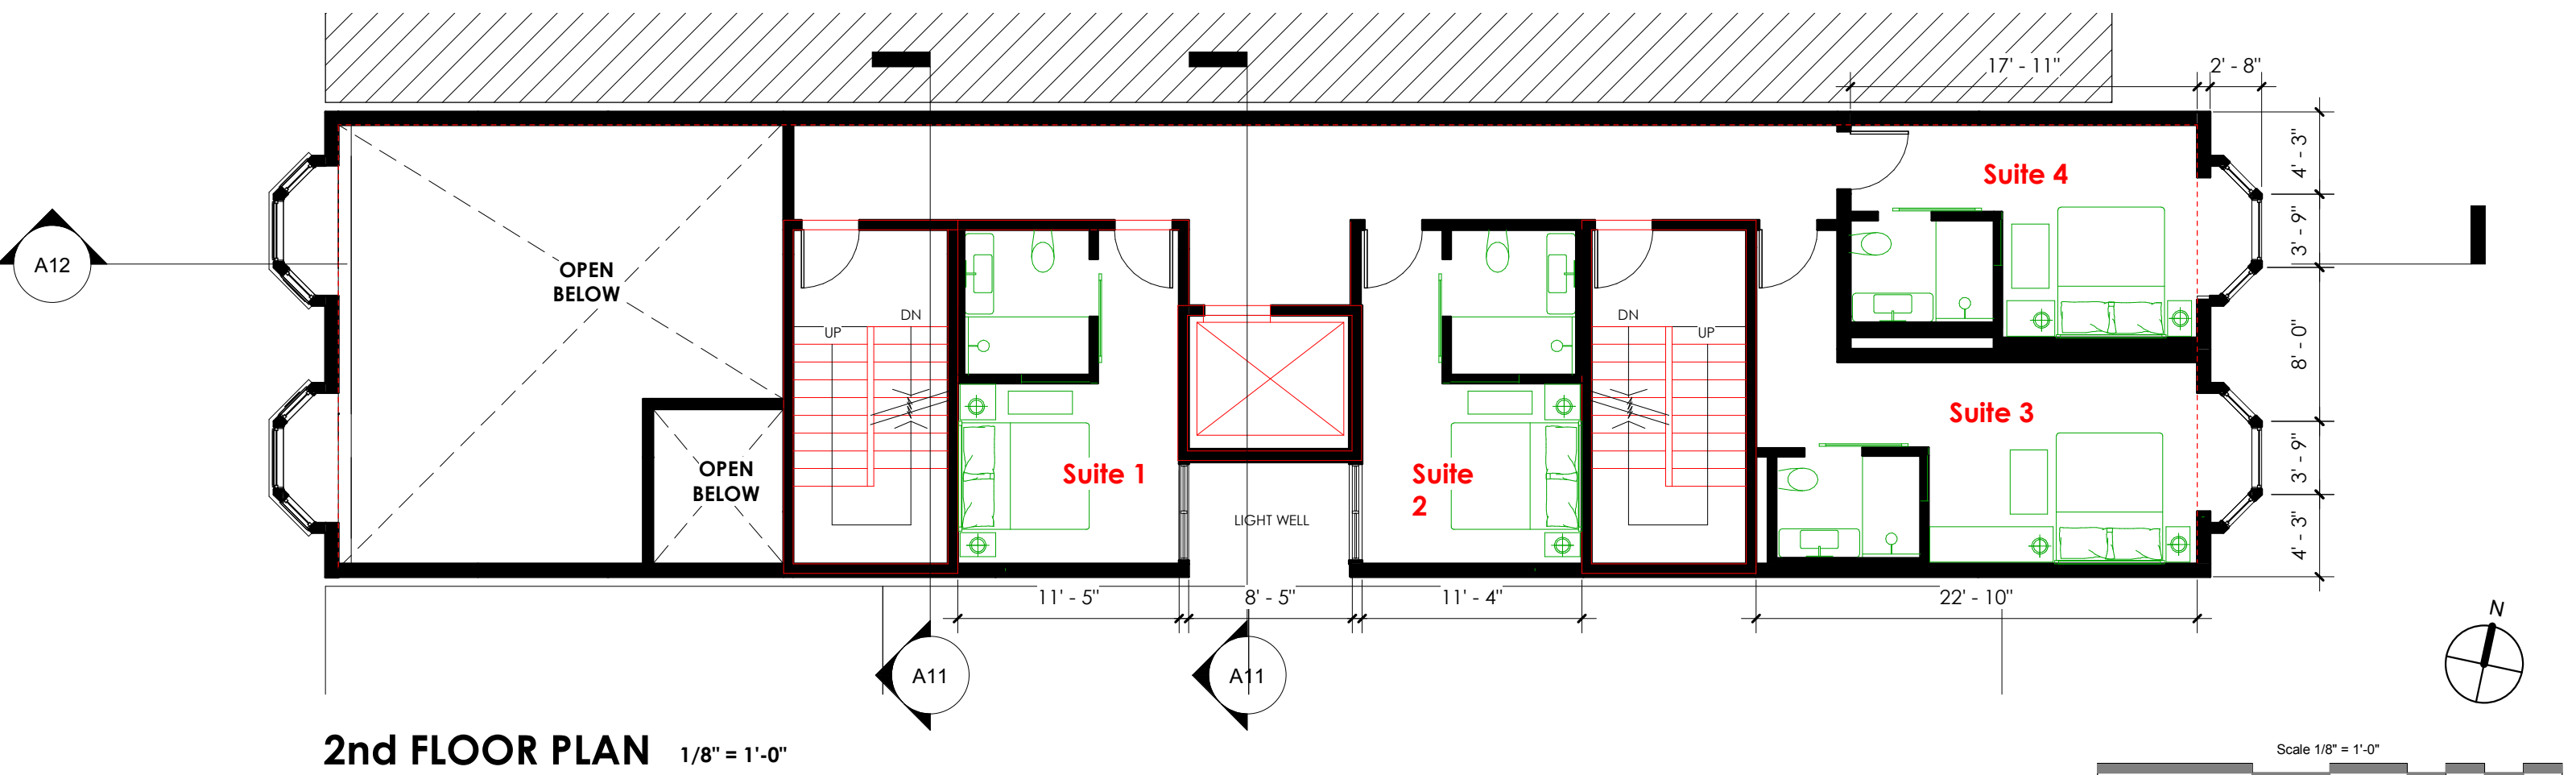 17' - 11"
2' - 8"
4' - 3"
Suite 4
3' - 9"
A12
OPEN
BELOW
DN
UP
DN
UP
8' - 0"
Suite 3
OPEN
BELOW
Suite 1
Suite
2
3' - 9"
LIGHT WELL
4' - 3"
11' - 5"
8' - 5"
11' - 4"
22' - 10"
N
A11
A11
2nd FLOOR PLAN 1/8" = 1'-0"
Scale 1/8" = 1'-0"